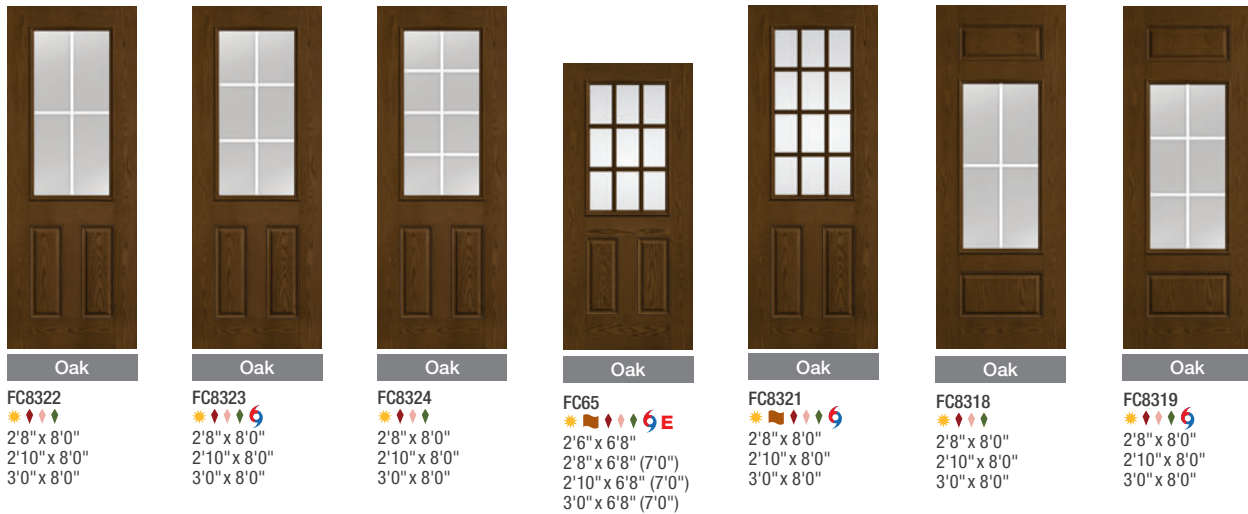 Oak
FC8322
2'8" x 8'0"
2'10" x 8'0"
3'0" x 8'0"
Oak
FC8323
2'8" x 8'0"
2'10" x 8'0"
3'0" x 8'0"
Oak
FC8324
2'8" x 8'0"
2'10" x 8'0"
3'0" x 8'0"
Oak
FC65
E
2'6" x 6'8"
2'8" x 6'8" (7'0")
2'10" x 6'8" (7'0")
3'0" x 6'8" (7'0")
Oak
FC8321
2'8" x 8'0"
2'10" x 8'0"
3'0" x 8'0"
Oak
FC8318
2'8" x 8'0"
2'10" x 8'0"
3'0" x 8'0"
Oak
FC8319
2'8" x 8'0"
2'10" x 8'0"
3'0" x 8'0"